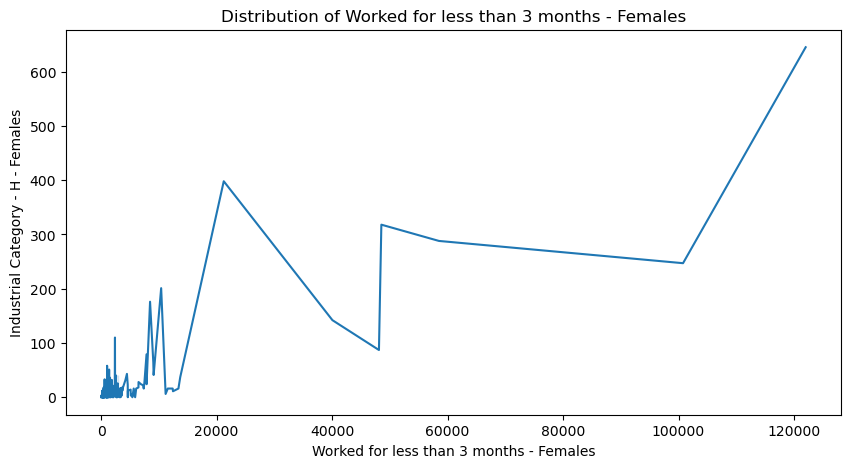 Distribution of Worked for less than 3 months - Females
Industrial Category - H - Females
600
500
400
300
200
100
0
0 20000 40000 60000 80000 100000 120000
Worked for less than 3 months - Females